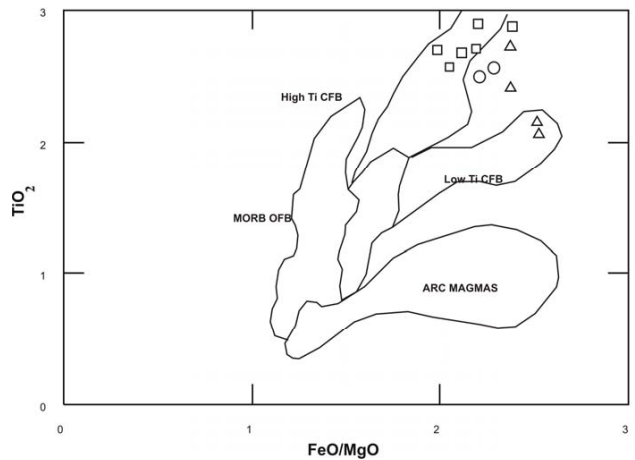 3
High Ti CFB
2
TiO2
Low Ti CFB
MORB OFB
1
ARC MAGMAS
0
0 1 2 3
FeO/MgO